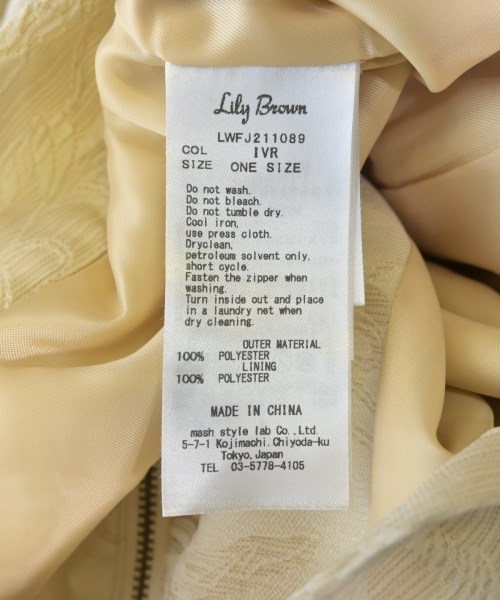 Lily Brown
LWFJ211089
COL IVR
SIZE ONE SIZE
Do not wash.
Do not bleach.
Do not tumble dry.
Cool iron,
use press cloth.
Dryclean,
petroleum solvent only,
short cycle.
Fasten the zipper when
washing.
Turn inside out and place
in a laundry net when
dry cleaning.
OUTER MATERIAL
100% POLYESTER
LINING
100% POLYESTER
MADE IN CHINA
mash style lab Co.,Ltd.
5-7-1 Kojimachi,Chiyoda-ku
Tokyo,Japan
TEL 03-5778-4105